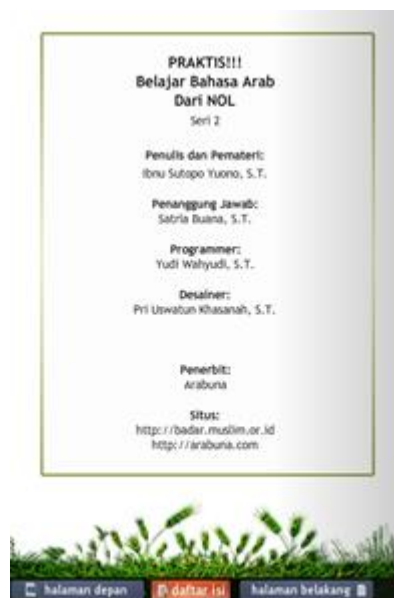 PRAKTIS!!!
Belajar Bahasa Arab
Dari NOL
Seri 2
Penulis dan Pemateri:
Ibnu Sutopo Yuono, S.T.
Penanggung Jawab:
Satria Buana, S.T.
Programmer:
Yudi Wahyudi, S.T.
Desainer:
Pri Uswatun Khasanah, S.T.
Penerbit:
Arabuna
Situs:
http://badar.muslim.or.id
http://arabuna.com
halaman depan daftar isi halaman belakang